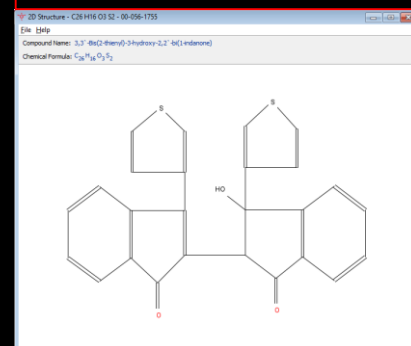 2D Structure - C26 H16 O3 S2 - 00-056-1755
File Help
Compound Name: 3,3`-Bis(2-thienyl)-3-hydroxy-2,2`-bi(1-indanone)
Chemical Formula: C26H16O3S2
S S
HO
O O